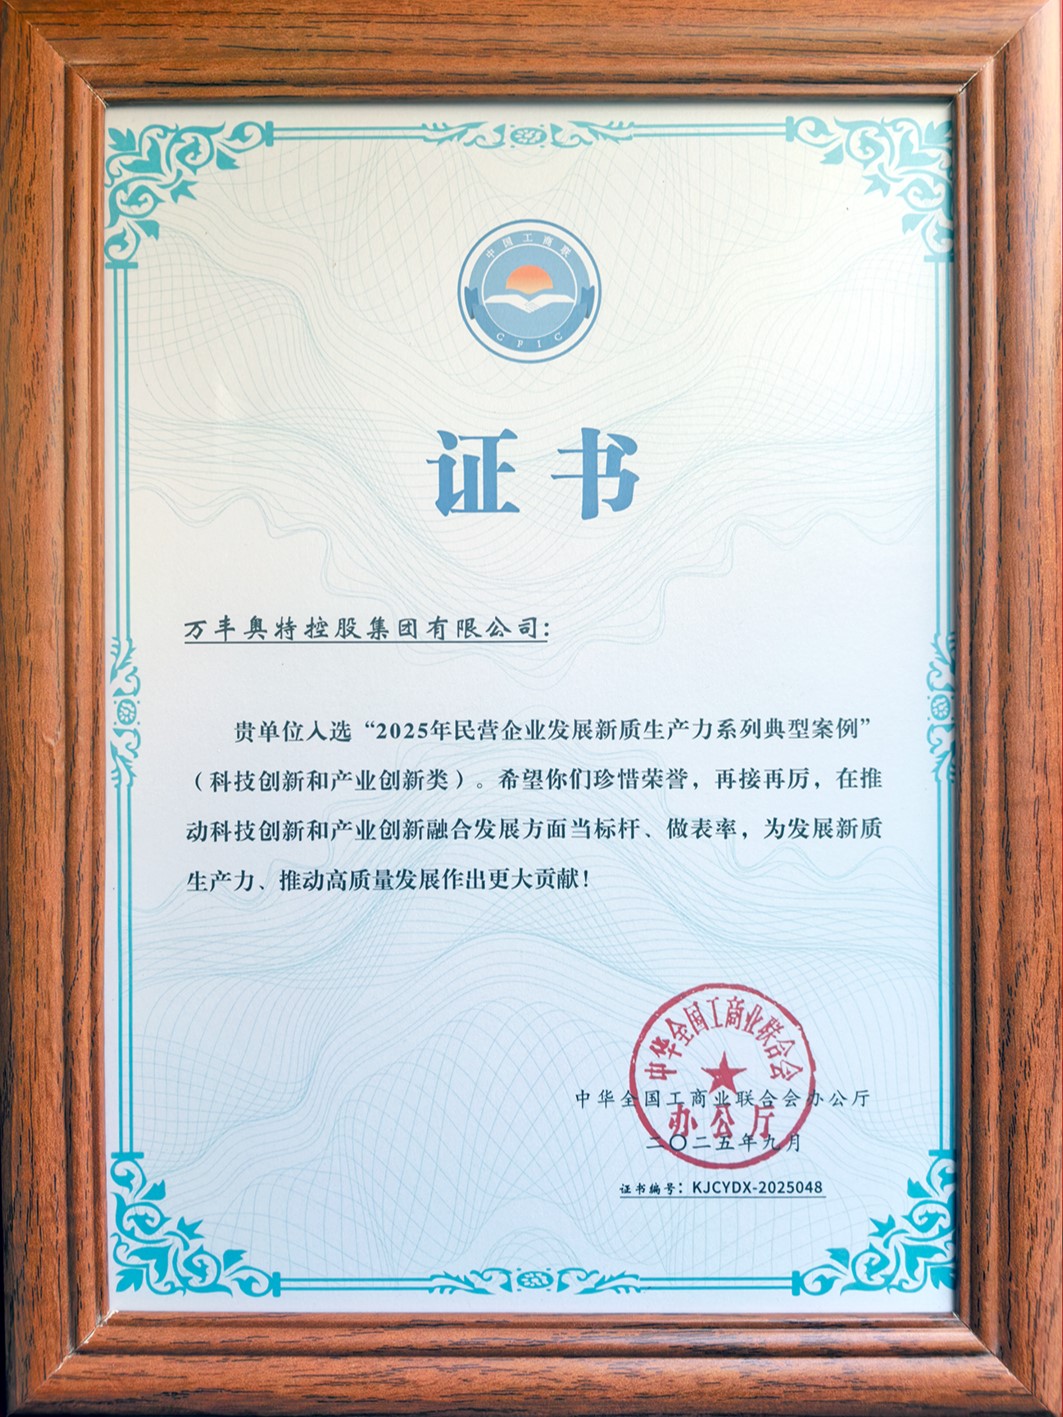 中国工商联
CFIC
证书
万丰奥特控股集团有限公司:
贵单位入选“2025年民营企业发展新质生产力系列典型案例”
（科技创新和产业创新类）。希望你们珍惜荣誉，再接再厉，在推
动科技创新和产业创新融合发展方面当标杆、做表率，为发展新质
生产力、推动高质量发展作出更大贡献！
中华全国工商业联合会
办公厅
中华全国工商业联合会办公厅
二〇二五年九月
证书编号：KJCYDX-2025048